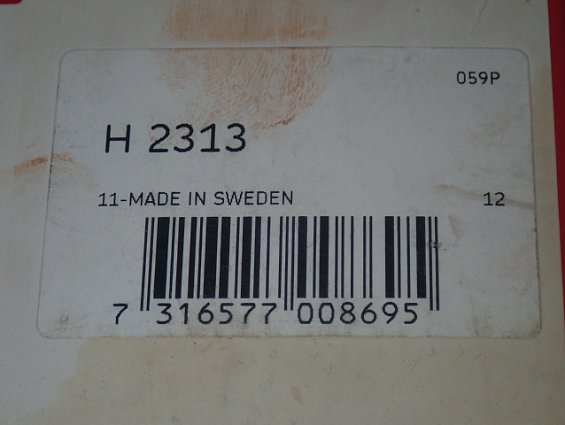 059P
H 2313
11-MADE IN SWEDEN 12
7 316577 008695